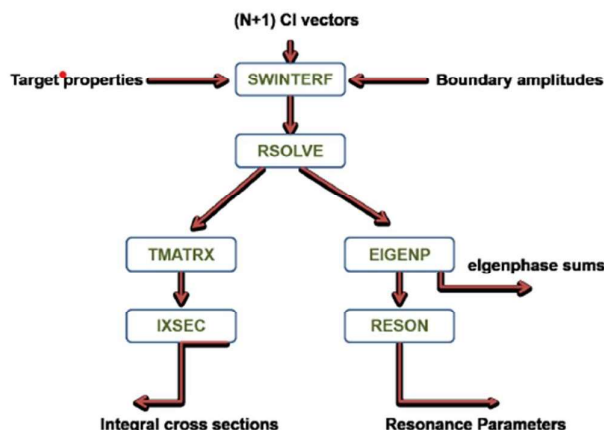 (N+1) CI vectors
Target properties
SWINTERF
Boundary amplitudes
RSOLVE
TMATRX
EIGENP
eIgenphase sums
IXSEC
RESON
Integral cross sections
Resonance Parameters